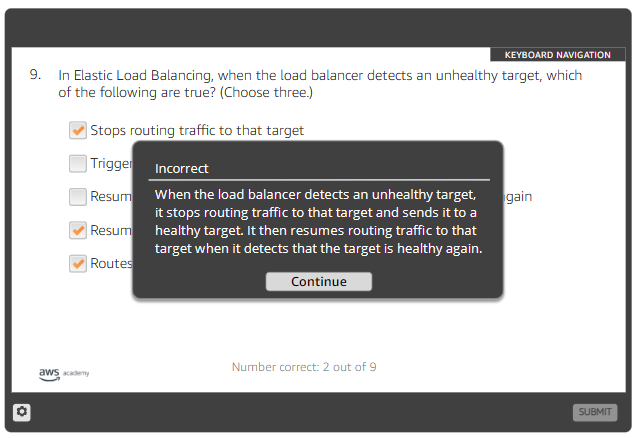 KEYBOARD NAVIGATION
9. In Elastic Load Balancing, when the load balancer detects an unhealthy target, which
of the following are true? (Choose three.)
Stops routing traffic to that target
Trigger
Resum
gain
Resum
Routes
Incorrect
When the load balancer detects an unhealthy target,
it stops routing traffic to that target and sends it to a
healthy target. It then resumes routing traffic to that
target when it detects that the target is healthy again.
Continue
Number correct: 2 out of 9
aws academy
SUBMIT